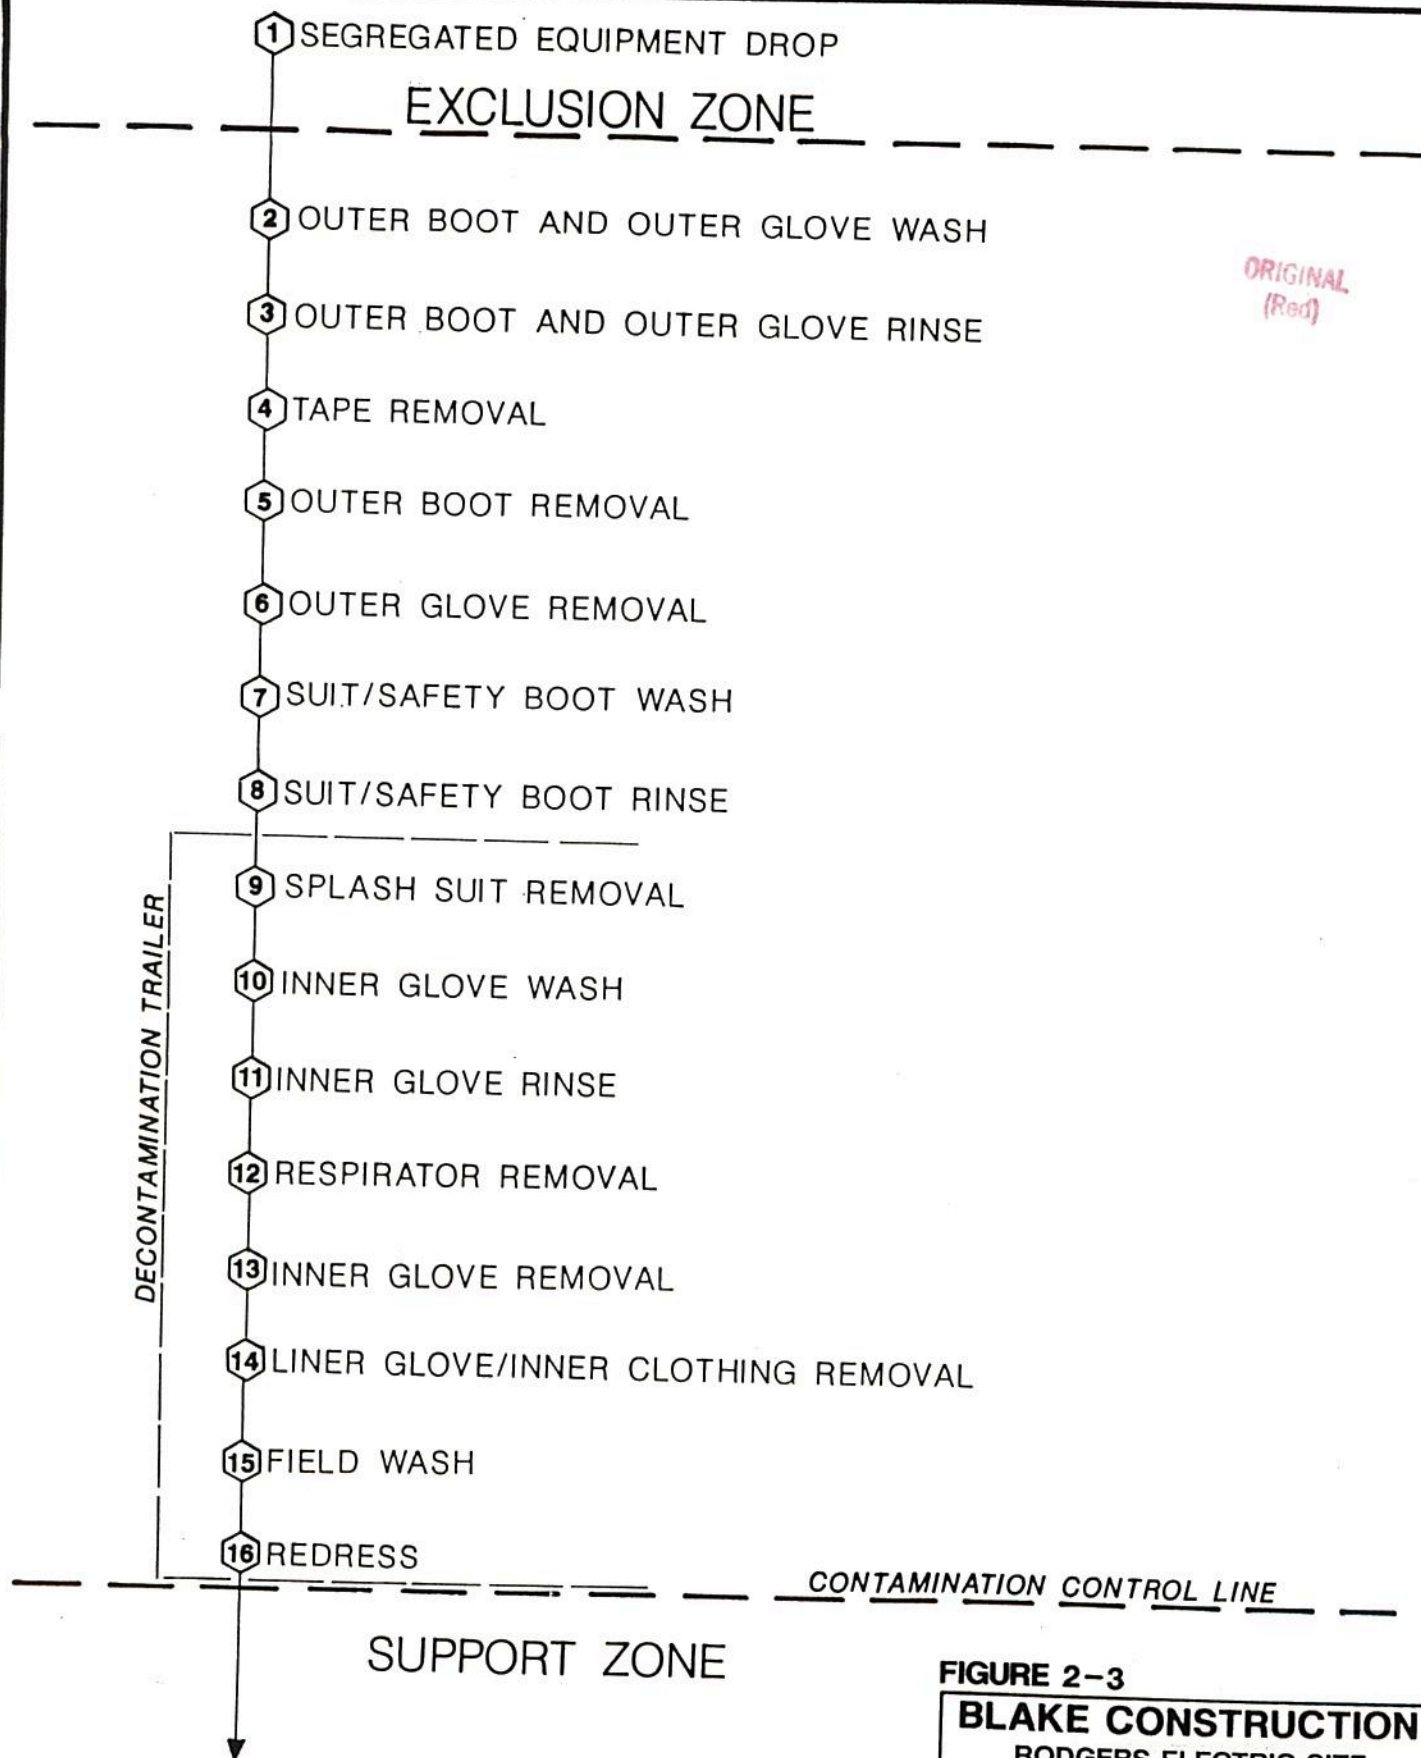 1 SEGREGATED EQUIPMENT DROP
EXCLUSION ZONE
2 OUTER BOOT AND OUTER GLOVE WASH
ORIGINAL
(Red)
3 OUTER BOOT AND OUTER GLOVE RINSE
4 TAPE REMOVAL
5 OUTER BOOT REMOVAL
6 OUTER GLOVE REMOVAL
7 SUIT/SAFETY BOOT WASH
8 SUIT/SAFETY BOOT RINSE
DECONTAMINATION TRAILER
9 SPLASH SUIT REMOVAL
10 INNER GLOVE WASH
11 INNER GLOVE RINSE
12 RESPIRATOR REMOVAL
13 INNER GLOVE REMOVAL
14 LINER GLOVE/INNER CLOTHING REMOVAL
15 FIELD WASH
16 REDRESS
CONTAMINATION CONTROL LINE
SUPPORT ZONE
FIGURE 2-3
BLAKE CONSTRUCTION
RODGERS ELECTRIC SITE